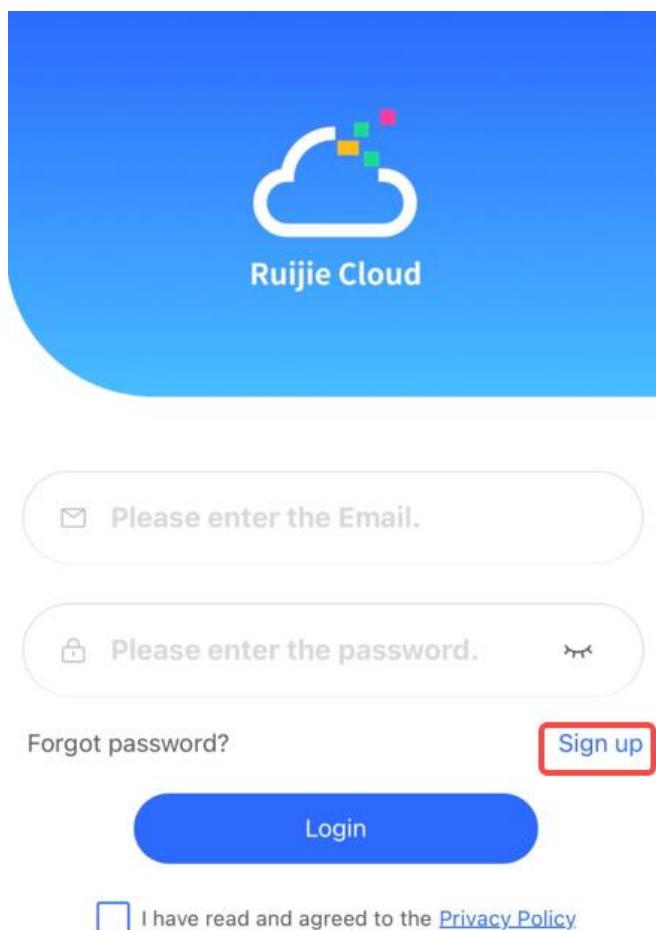 Ruijie Cloud
Please enter the Email.
Please enter the password.
Forgot password? Sign up
Login
I have read and agreed to the Privacy Policy